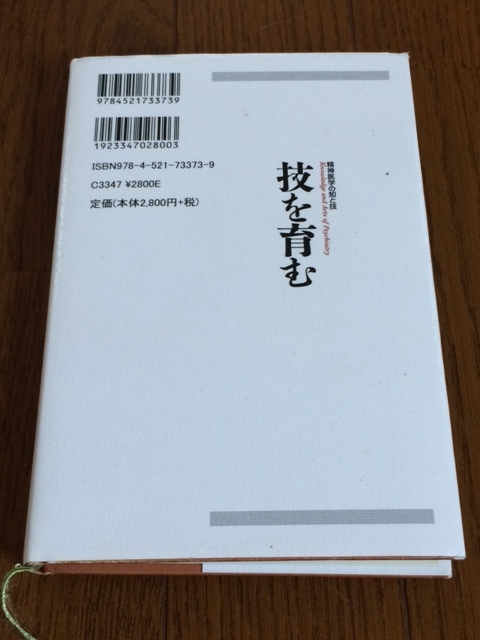 9784521733739
1923347028003
ISBN978-4-521-73373-9
C3347 ¥2800E
定価(本体2,800円+税)
精神医学の知と技
Knowledge and Arts of Psychiatry
技を育む